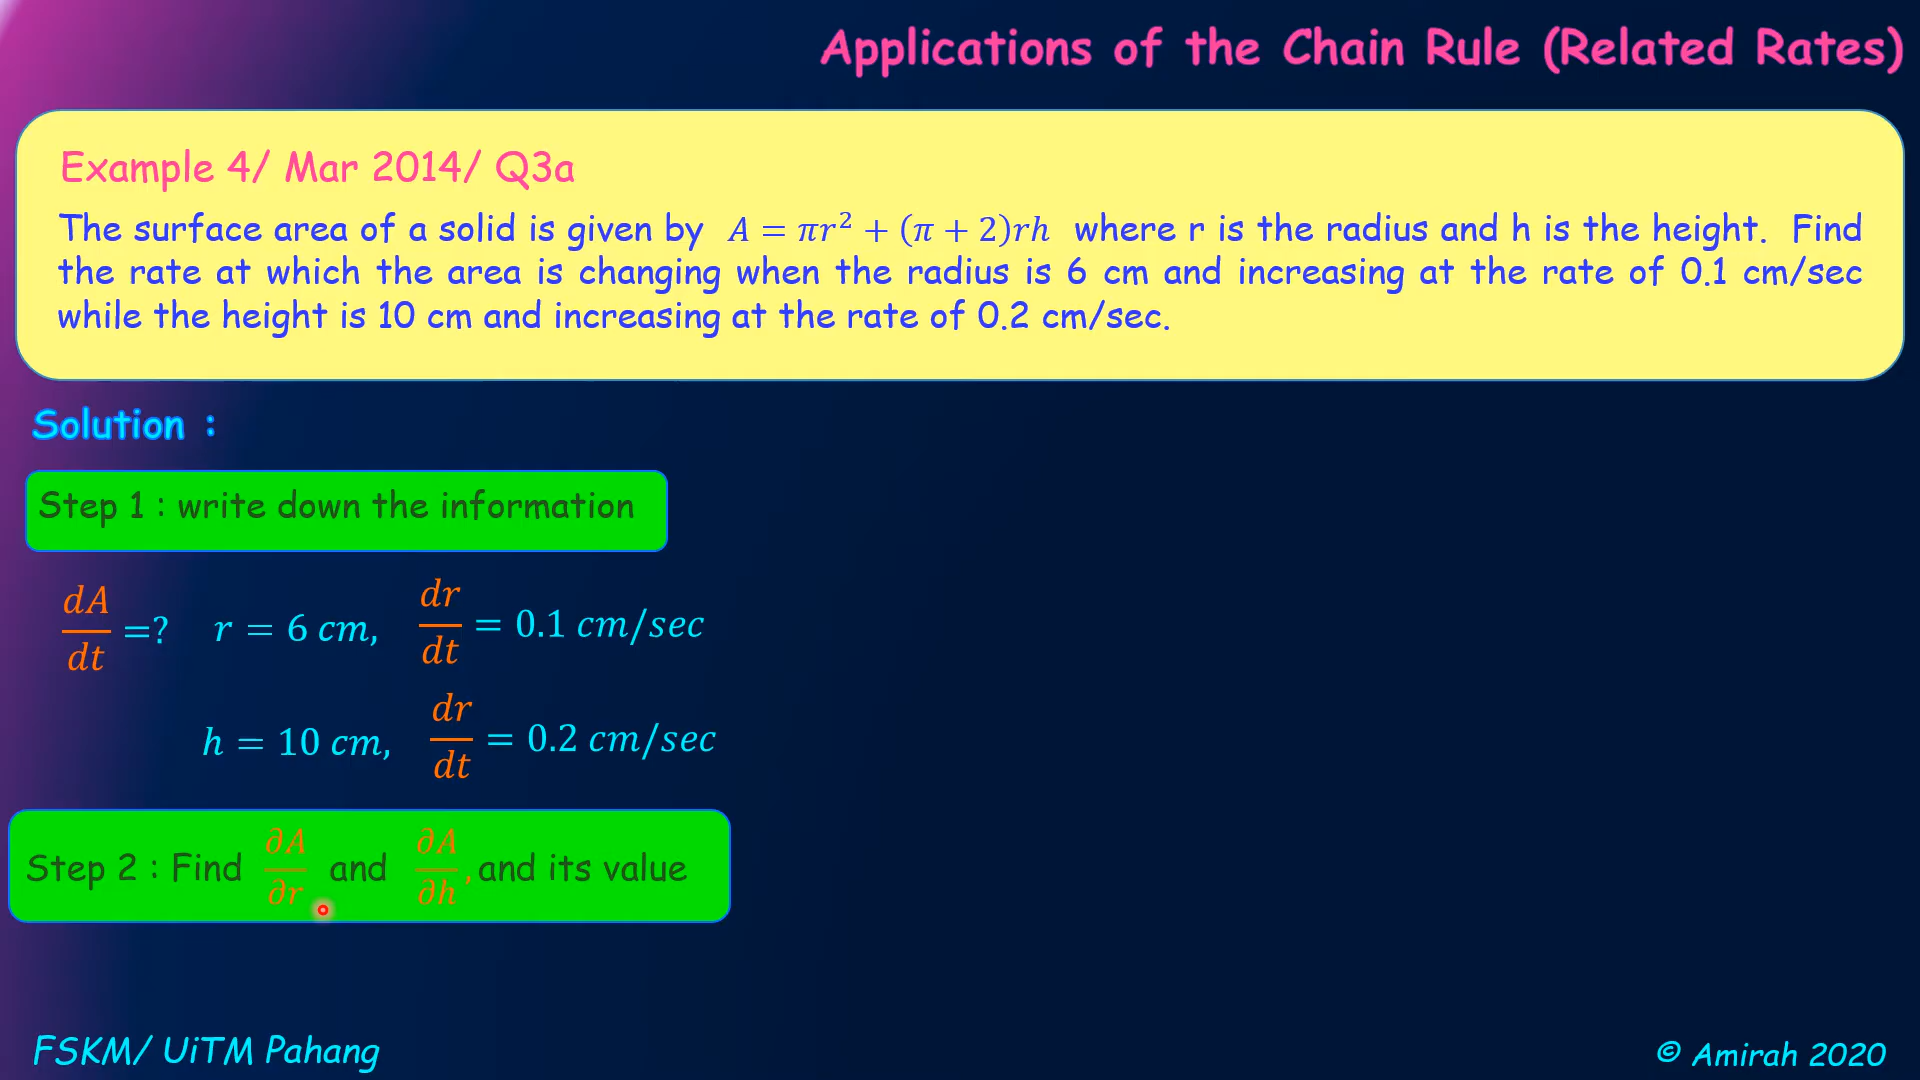 Applications of the Chain Rule (Related Rates)
Example 4/ Mar 2014/ Q3a
The surface area of a solid is given by A = πr² + (π + 2)rh where r is the radius and h is the height. Find
the rate at which the area is changing when the radius is 6 cm and increasing at the rate of 0.1 cm/sec
while the height is 10 cm and increasing at the rate of 0.2 cm/sec.
Solution :
Step 1 : write down the information
dA/dt =? r = 6 cm, dr/dt = 0.1 cm/sec
h = 10 cm, dr/dt = 0.2 cm/sec
Step 2 : Find ∂A/∂r and ∂A/∂h, and its value
FSKM/ UiTM Pahang
© Amirah 2020